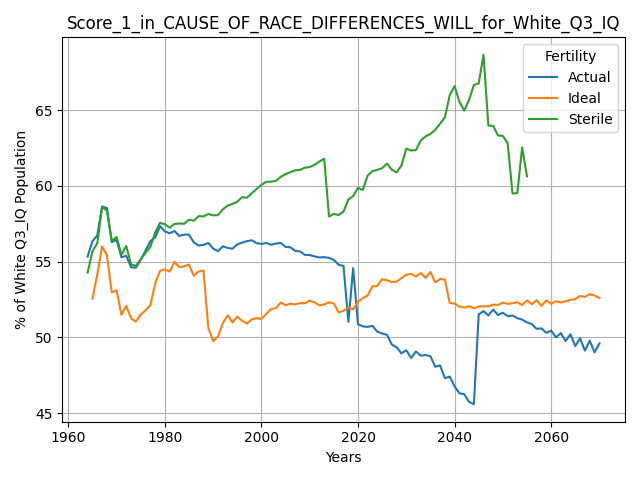 Score_1_in_CAUSE_OF_RACE_DIFFERENCES_WILL_for_White_Q3_IQ
Fertility
Actual
Ideal
Sterile
% of White Q3_IQ Population
65
60
55
50
45
1960
1980
2000
2020
2040
2060
Years